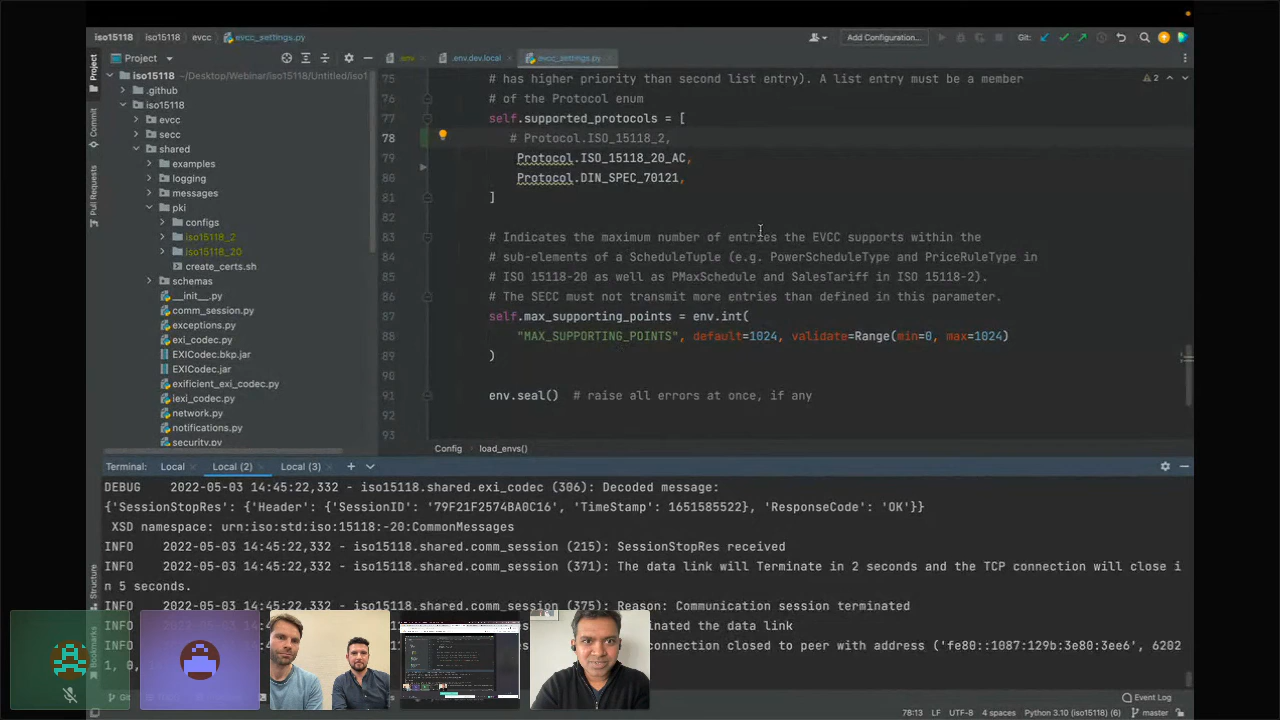 iso15118 iso15118 evcc evcc_settings.py
Add Configuration...
Git:
Project
.env
.env.dev.local
evcc_settings.py
iso15118 ~/Desktop/Webinar/iso15118/Untitled/iso1
.github
iso15118
evcc
secc
shared
examples
logging
messages
pki
configs
iso15118_2
iso15118_20
create_certs.sh
schemas
__init__.py
comm_session.py
exceptions.py
exi_codec.py
EXICodec.bkp.jar
EXICodec.jar
exificient_exi_codec.py
iexi_codec.py
network.py
notifications.py
security.py
Project
Commit
Pull Requests
Structure
Bookmarks
2
75 # has higher priority than second list entry). A list entry must be a member
76 # of the Protocol enum
77 self.supported_protocols = [
78 # Protocol.ISO_15118_2,
79 Protocol.ISO_15118_20_AC,
80 Protocol.DIN_SPEC_70121,
81 ]
82
83 # Indicates the maximum number of entries the EVCC supports within the
84 # sub-elements of a ScheduleTuple (e.g. PowerScheduleType and PriceRuleType in
85 # ISO 15118-20 as well as PMaxSchedule and SalesTariff in ISO 15118-2).
86 # The SECC must not transmit more entries than defined in this parameter.
87 self.max_supporting_points = env.int(
88 "MAX_SUPPORTING_POINTS", default=1024, validate=Range(min=0, max=1024)
89 )
90
91 env.seal() # raise all errors at once, if any
92
93
Config load_envs()
Terminal: Local Local (2) Local (3)
DEBUG 2022-05-03 14:45:22,332 - iso15118.shared.exi_codec (306): Decoded message:
{'SessionStopRes': {'Header': {'SessionID': '79F21F2574BA0C16', 'TimeStamp': 1651585522}, 'ResponseCode': 'OK'}}
XSD namespace: urn:iso:std:iso:15118:-20:CommonMessages
INFO 2022-05-03 14:45:22,332 - iso15118.shared.comm_session (215): SessionStopRes received
INFO 2022-05-03 14:45:22,332 - iso15118.shared.comm_session (371): The data link will Terminate in 2 seconds and the TCP connection will close i
n 5 seconds.
INFO 2022-05-03 14:45:22,332 - iso15118.shared.comm_session (375): Reason: Communication session terminated
inated the data link
connection closed to peer with address ('fe80::1087:129b:3e80:3ee6', 6202
1, 0,
Event Log
78:13 LF UTF-8 4 spaces Python 3.10 (iso15118) (6) master